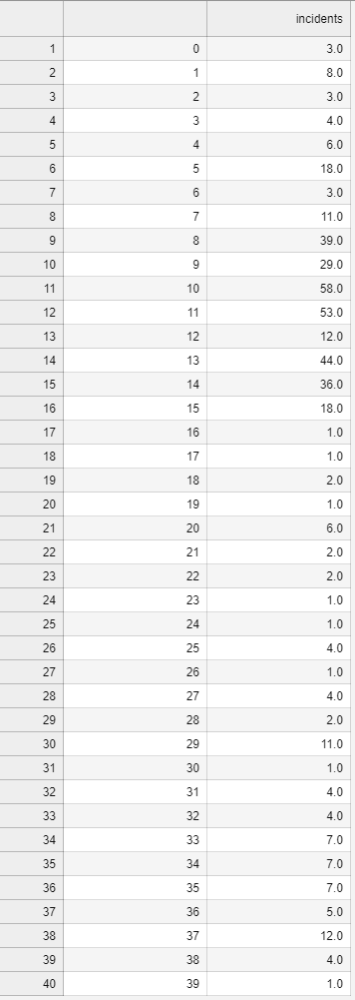 incidents
1 0 3.0
2 1 8.0
3 2 3.0
4 3 4.0
5 4 6.0
6 5 18.0
7 6 3.0
8 7 11.0
9 8 39.0
10 9 29.0
11 10 58.0
12 11 53.0
13 12 12.0
14 13 44.0
15 14 36.0
16 15 18.0
17 16 1.0
18 17 1.0
19 18 2.0
20 19 1.0
21 20 6.0
22 21 2.0
23 22 2.0
24 23 1.0
25 24 1.0
26 25 4.0
27 26 1.0
28 27 4.0
29 28 2.0
30 29 11.0
31 30 1.0
32 31 4.0
33 32 4.0
34 33 7.0
35 34 7.0
36 35 7.0
37 36 5.0
38 37 12.0
39 38 4.0
40 39 1.0